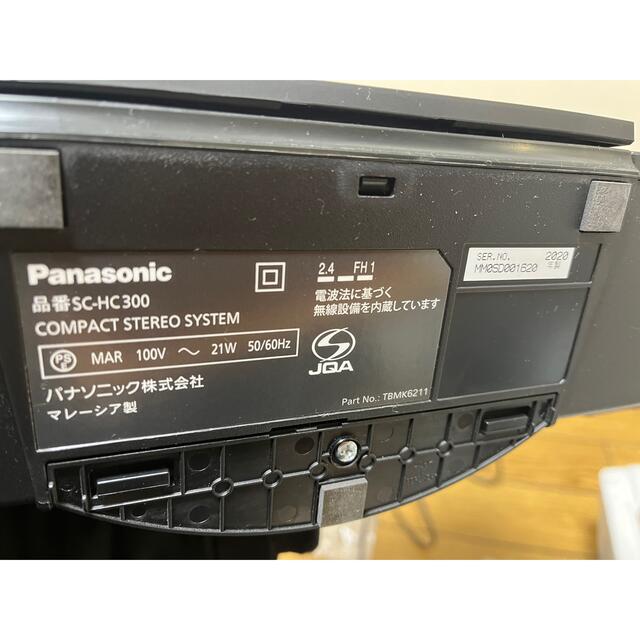 Panasonic
品番SC-HC300
COMPACT STEREO SYSTEM
PS E MAR 100V ～ 21W 50/60Hz
パナソニック株式会社
マレーシア製
2.4 FH 1
電波法に基づく
無線設備を内蔵しています
S
JQA
Part No.: TBMK6211
SER.NO. 2020
MM0SD001620 年製